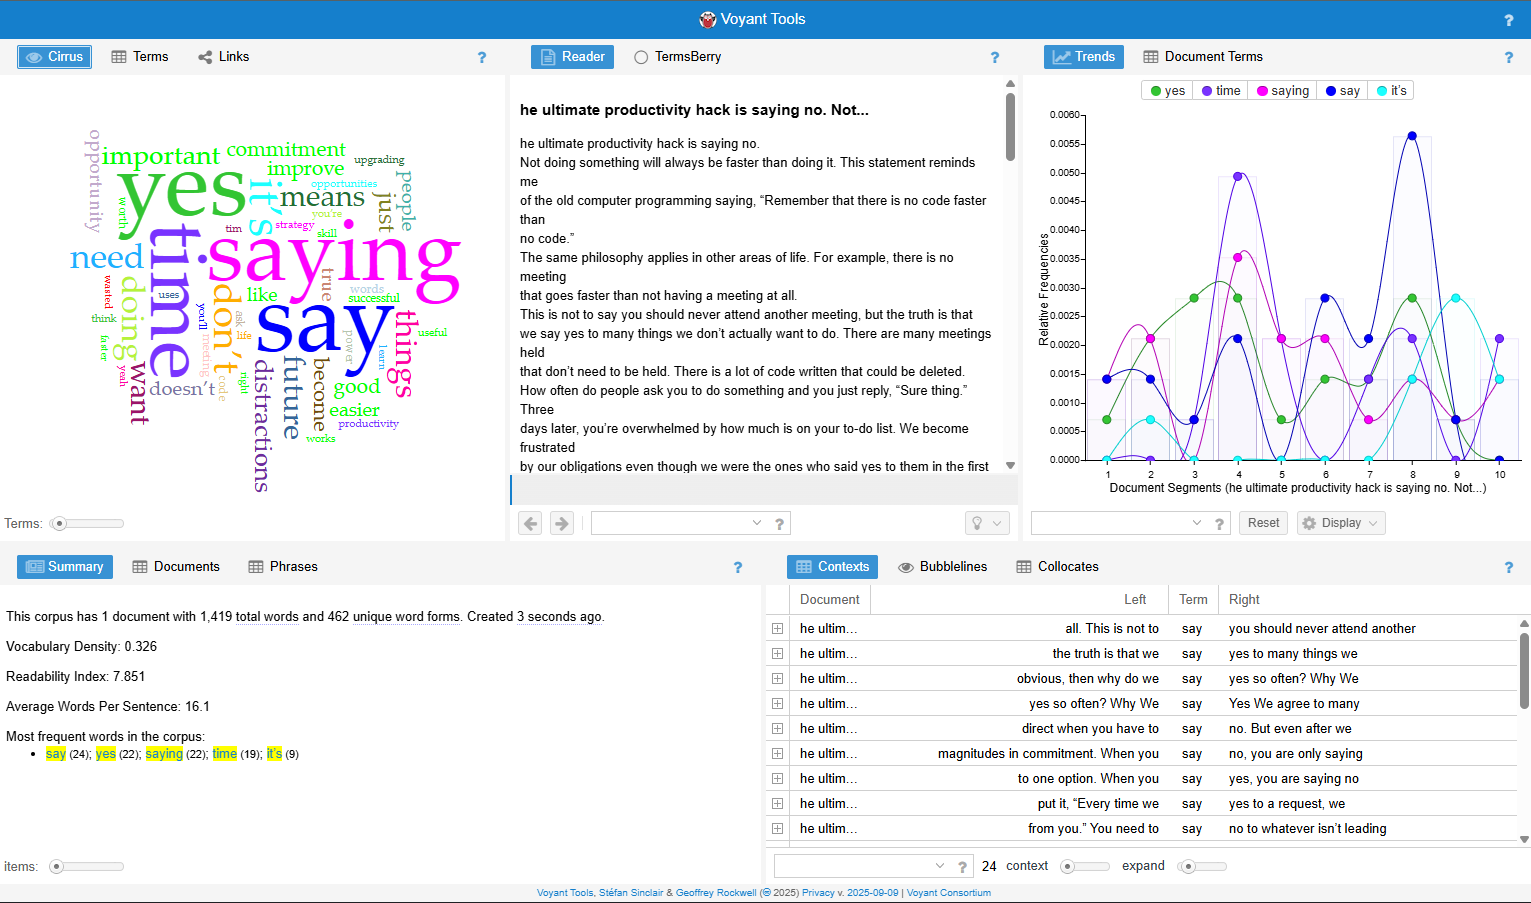 Voyant Tools
?
Cirrus Terms Links ?
opportunity
important
commitment
improve
upgrading
opportunities
people
yes
it's
means
just
worth
you're
strategy
skill
tim
time
saying
need
wasted
think
doing
uses
you'll
don't
like
true
words
successful
say
things
useful
ask
life
faster
yeah
want
doesn't
meeting
code
right
distractions
future
become
power
learn
good
easier
productivity
works
Terms:
Reader TermsBerry ?
he ultimate productivity hack is saying no. Not...
he ultimate productivity hack is saying no.
Not doing something will always be faster than doing it. This statement reminds
me
of the old computer programming saying, “Remember that there is no code faster
than
no code.”
The same philosophy applies in other areas of life. For example, there is no
meeting
that goes faster than not having a meeting at all.
This is not to say you should never attend another meeting, but the truth is that
we say yes to many things we don’t actually want to do. There are many meetings
held
that don’t need to be held. There is a lot of code written that could be deleted.
How often do people ask you to do something and you just reply, “Sure thing.”
Three
days later, you’re overwhelmed by how much is on your to-do list. We become
frustrated
by our obligations even though we were the ones who said yes to them in the first
?
Trends Document Terms ?
yes time saying say it’s
0.0060
0.0055
0.0050
0.0045
0.0040
0.0035
0.0030
0.0025
0.0020
0.0015
0.0010
0.0005
0.0000
Relative Frequencies
1 2 3 4 5 6 7 8 9 10
Document Segments (he ultimate productivity hack is saying no. Not...)
? Reset Display
Summary Documents Phrases ?
This corpus has 1 document with 1,419 total words and 462 unique word forms. Created 3 seconds ago.
Vocabulary Density: 0.326
Readability Index: 7.851
Average Words Per Sentence: 16.1
Most frequent words in the corpus:
say (24); yes (22); saying (22); time (19); it’s (9)
items:
Contexts Bubblelines Collocates ?
Document Left Term Right
he ultim... all. This is not to say you should never attend another
he ultim... the truth is that we say yes to many things we
he ultim... obvious, then why do we say yes so often? Why We
he ultim... yes so often? Why We say Yes We agree to many
he ultim... direct when you have to say no. But even after we
he ultim... magnitudes in commitment. When you say no, you are only saying
he ultim... to one option. When you say yes, you are saying no
he ultim... put it, “Every time we say yes to a request, we
he ultim... from you.” You need to say no to whatever isn’t leading
? 24 context expand
Voyant Tools, Stéfan Sinclair & Geoffrey Rockwell (© 2025) Privacy v. 2025-09-09 | Voyant Consortium